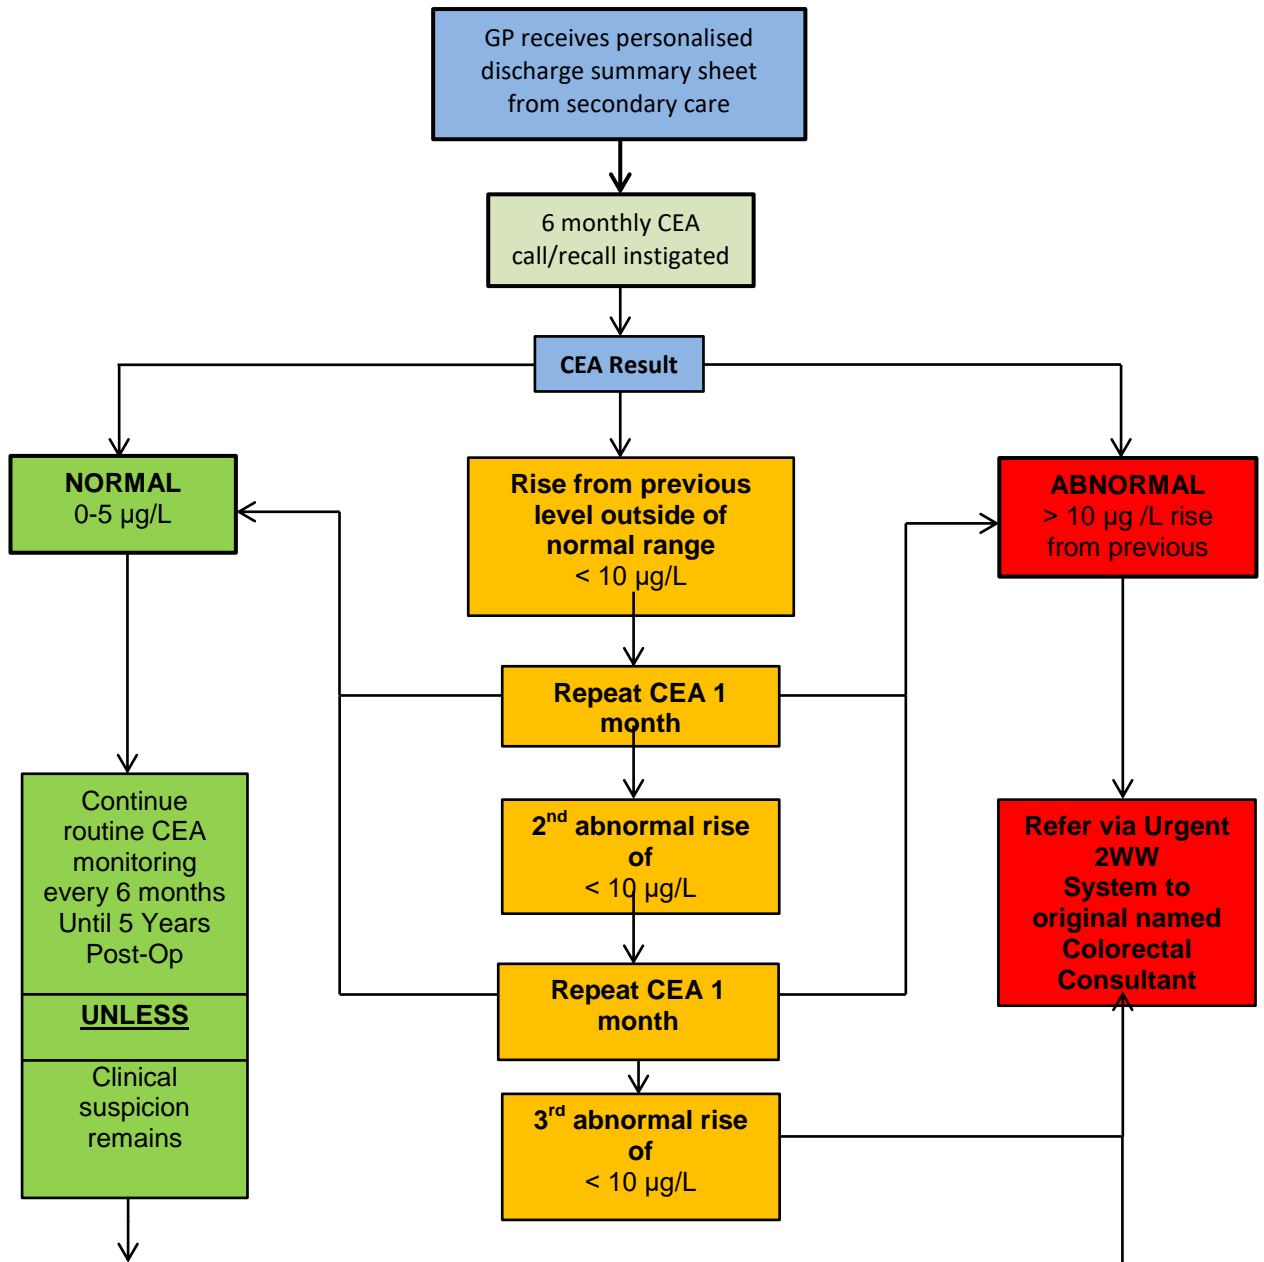 GP receives personalised
discharge summary sheet
from secondary care
6 monthly CEA
call/recall instigated
CEA Result
NORMAL
0-5 µg/L
Rise from previous
level outside of
normal range
< 10 µg/L
ABNORMAL
> 10 µg /L rise
from previous
Repeat CEA 1
month
Continue
routine CEA
monitoring
every 6 months
Until 5 Years
Post-Op
UNLESS
Clinical
suspicion
remains
2nd abnormal rise
of
< 10 µg/L
Refer via Urgent
2WW
System to
original named
Colorectal
Consultant
Repeat CEA 1
month
3rd abnormal rise
of
< 10 µg/L